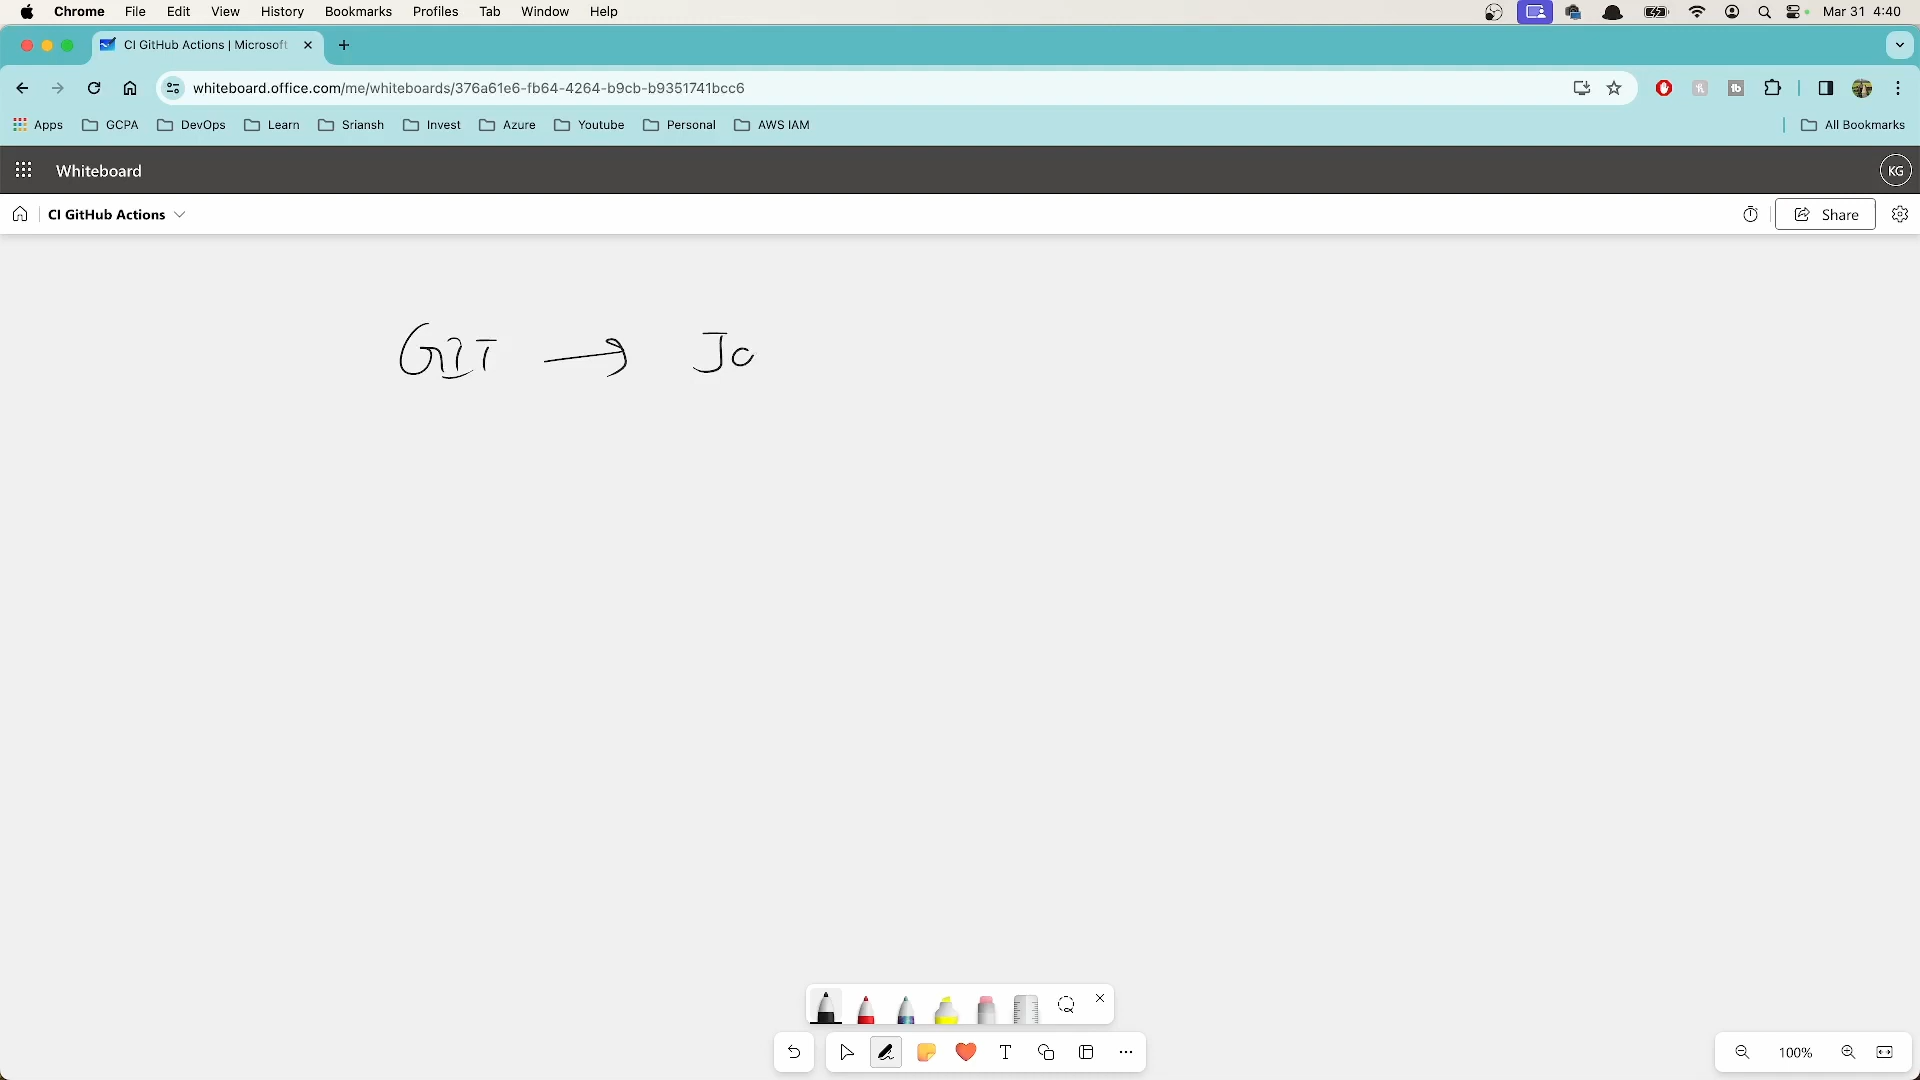 Chrome File Edit View History Bookmarks Profiles Tab Window Help Mar 31 4:40
CI GitHub Actions | Microsoft
whiteboard.office.com/me/whiteboards/376a61e6-fb64-4264-b9cb-b9351741bcc6
Apps GCPA DevOps Learn Sriansh Invest Azure Youtube Personal AWS IAM All Bookmarks
Whiteboard KG
CI GitHub Actions Share
GIT → Ja
100%